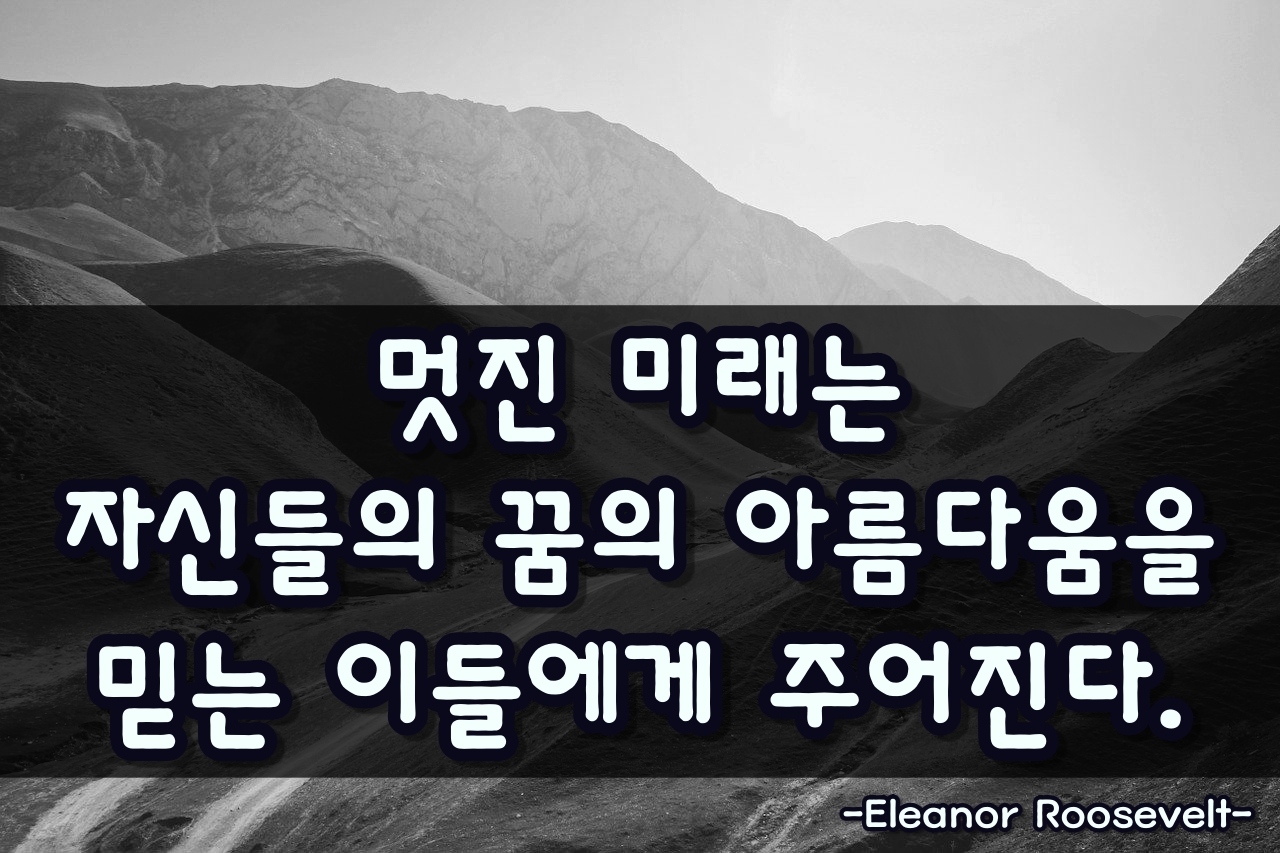 멋진 미래는
자신들의 꿈의 아름다움을
믿는 이들에게 주어진다.
-Eleanor Roosevelt-